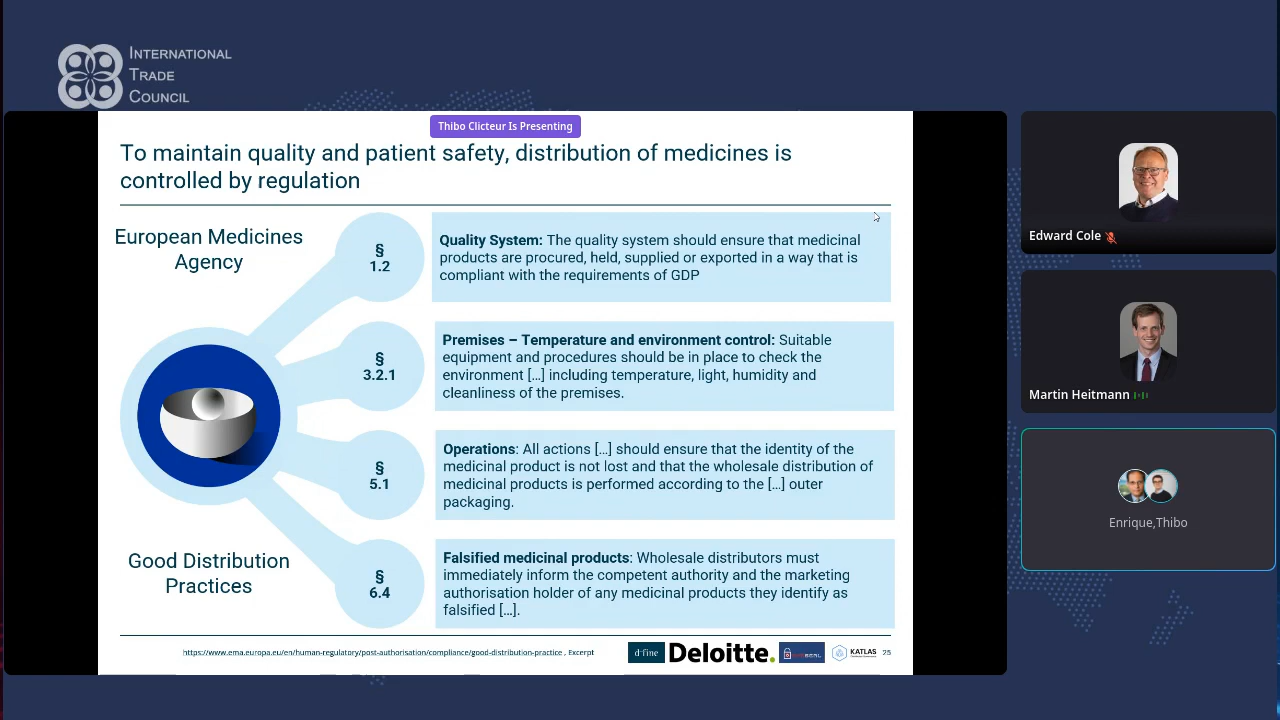 INTERNATIONAL
TRADE
COUNCIL
Thibo Clicteur Is Presenting
To maintain quality and patient safety, distribution of medicines is
controlled by regulation
European Medicines
Agency
§
1.2
Quality System: The quality system should ensure that medicinal
products are procured, held, supplied or exported in a way that is
compliant with the requirements of GDP
§
3.2.1
Premises – Temperature and environment control: Suitable
equipment and procedures should be in place to check the
environment […] including temperature, light, humidity and
cleanliness of the premises.
§
5.1
Operations: All actions […] should ensure that the identity of the
medicinal product is not lost and that the wholesale distribution of
medicinal products is performed according to the […] outer
packaging.
Good Distribution
Practices
§
6.4
Falsified medicinal products: Wholesale distributors must
immediately inform the competent authority and the marketing
authorisation holder of any medicinal products they identify as
falsified […].
https://www.ema.europa.eu/en/human-regulatory/post-authorisation/compliance/good-distribution-practice , Excerpt
d-fine
Deloitte.
KATLAS
25
Edward Cole
Martin Heitmann
Enrique,Thibo